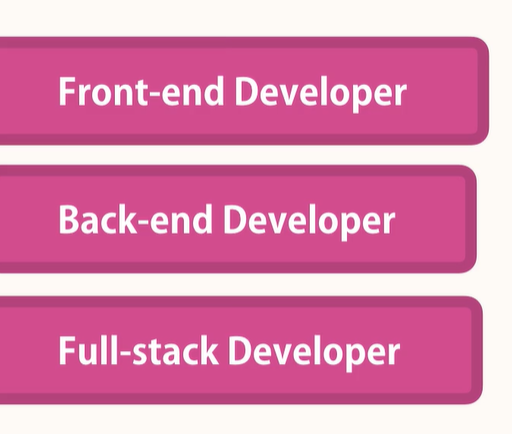 Front-end Developer
Back-end Developer
Full-stack Developer